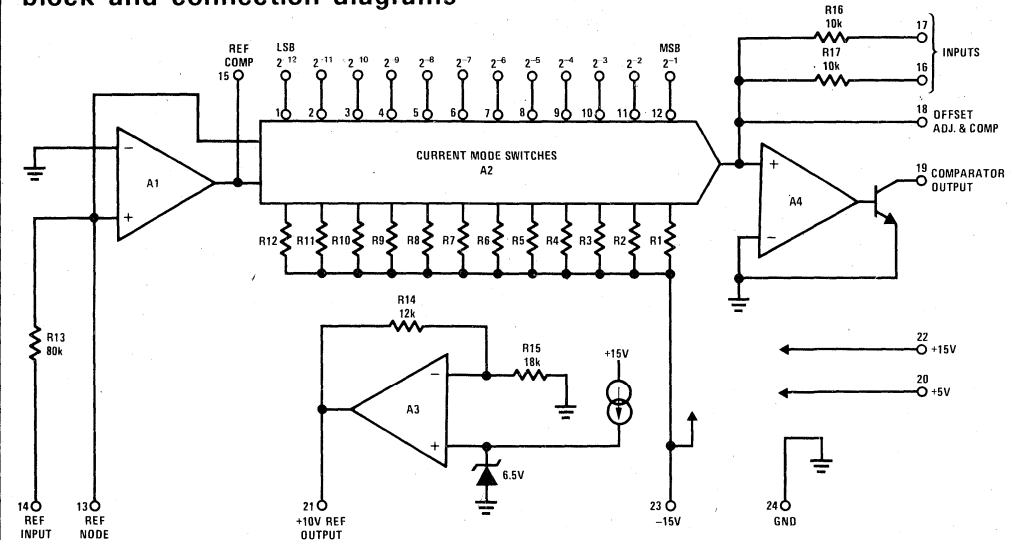 block and connection diagrams
REF
COMP
15
LSB
2⁻¹² 2⁻¹¹ 2⁻¹⁰ 2⁻⁹ 2⁻⁸ 2⁻⁷ 2⁻⁶ 2⁻⁵ 2⁻⁴ 2⁻³ 2⁻² 2⁻¹
MSB
1 2 3 4 5 6 7 8 9 10 11 12
CURRENT MODE SWITCHES
A2
R16
10k
17
R17
10k
16
INPUTS
18
OFFSET
ADJ. & COMP
19
COMPARATOR
OUTPUT
−
A1
+
+
A4
−
R12 R11 R10 R9 R8 R7 R6 R5 R4 R3 R2 R1
R13
80k
R14
12k
R15
18k
+15V
−
A3
+
6.5V
22
+15V
20
+5V
14
REF
INPUT
13
REF
NODE
21
+10V REF
OUTPUT
23
−15V
24
GND